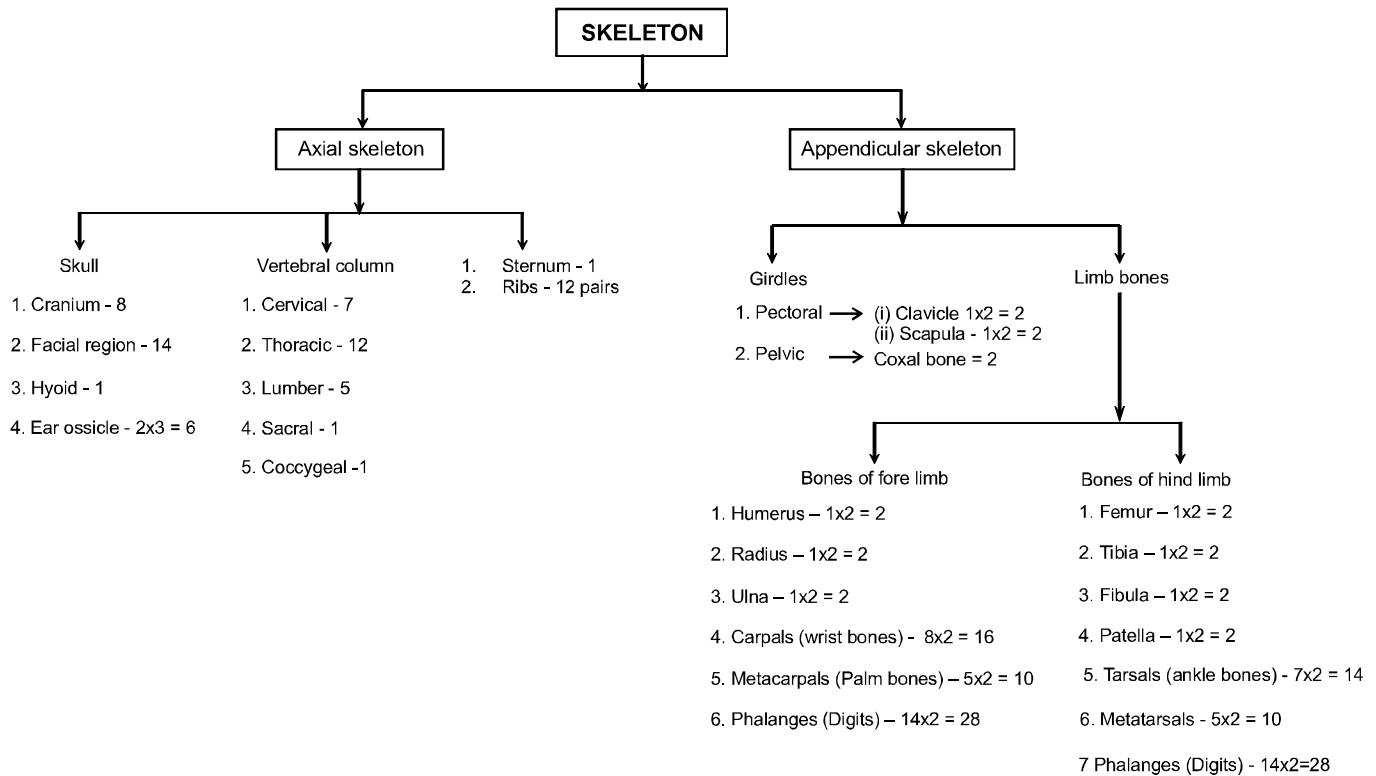 SKELETON
Axial skeleton
Appendicular skeleton
Skull
1. Cranium - 8
2. Facial region - 14
3. Hyoid - 1
4. Ear ossicle - 2x3 = 6
Vertebral column
1. Cervical - 7
2. Thoracic - 12
3. Lumber - 5
4. Sacral - 1
5. Coccygeal -1
1. Sternum - 1
2. Ribs - 12 pairs
Girdles
1. Pectoral
(i) Clavicle 1x2 = 2
(ii) Scapula - 1x2 = 2
2. Pelvic
Coxal bone = 2
Limb bones
Bones of fore limb
1. Humerus – 1x2 = 2
2. Radius – 1x2 = 2
3. Ulna – 1x2 = 2
4. Carpals (wrist bones) - 8x2 = 16
5. Metacarpals (Palm bones) – 5x2 = 10
6. Phalanges (Digits) – 14x2 = 28
Bones of hind limb
1. Femur – 1x2 = 2
2. Tibia – 1x2 = 2
3. Fibula – 1x2 = 2
4. Patella – 1x2 = 2
5. Tarsals (ankle bones) - 7x2 = 14
6. Metatarsals - 5x2 = 10
7 Phalanges (Digits) - 14x2=28